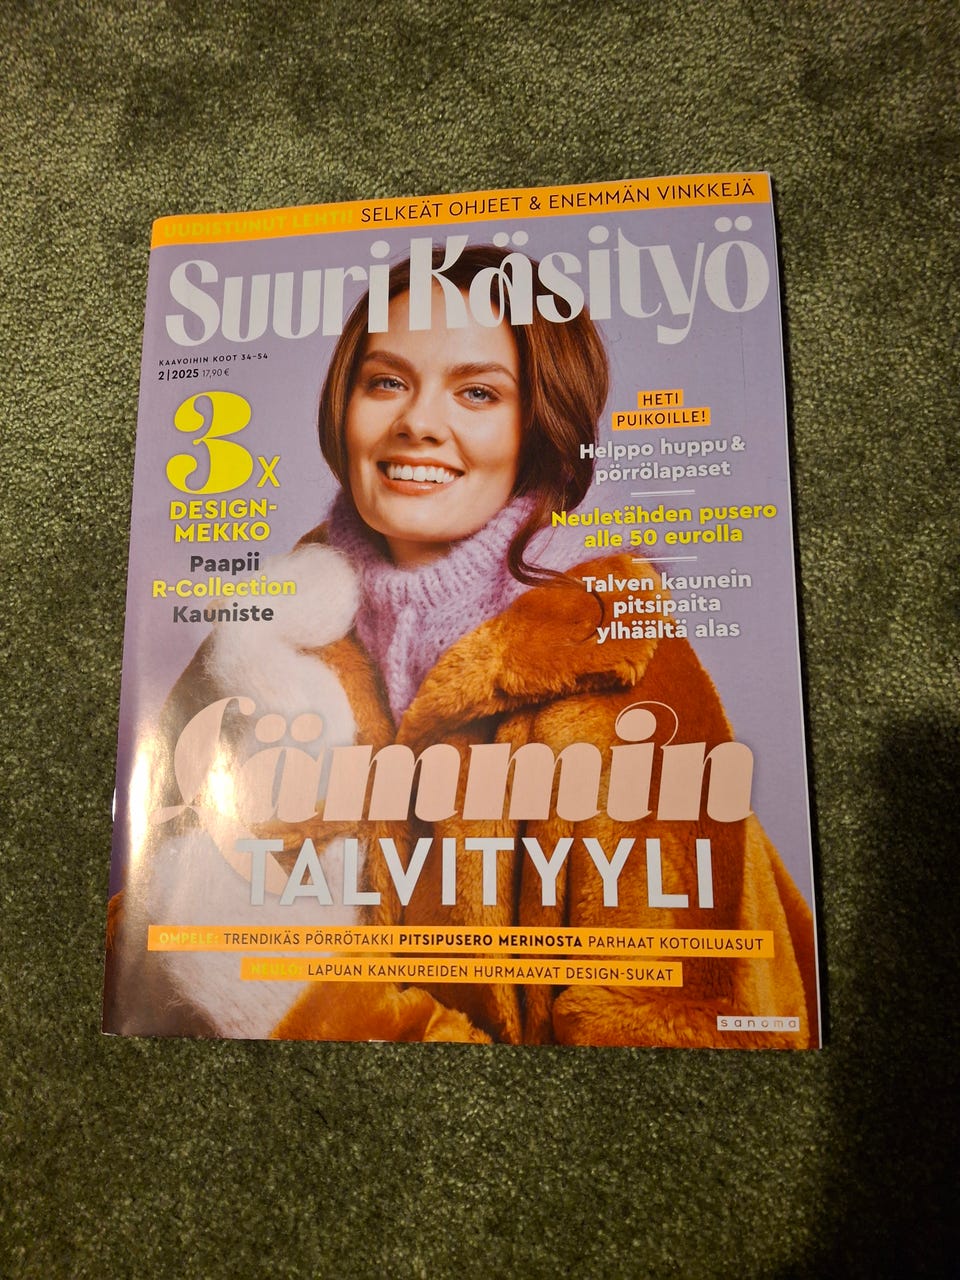 UUDISTUNUT LEHTI! SELKEÄT OHJEET & ENEMMÄN VINKKEJÄ
Suuri Käsityö
KAAVOIHIN KOOT 34–54
2 | 2025 17,90 €
3X
DESIGN-
MEKKO
Paapii
R-Collection
Kauniste
HETI
PUIKOILLE!
Helppo huppu &
pörrölapaset
Neuletähden pusero
alle 50 eurolla
Talven kaunein
pitsipaita
ylhäältä alas
Lämmin
TALVITYYLI
OMPELE: TRENDIKÄS PÖRRÖTAKKI PITSIPUSERO MERINOSTA PARHAAT KOTOILUASUT
NEULO: LAPUAN KANKUREIDEN HURMAAVAT DESIGN-SUKAT
sanoma